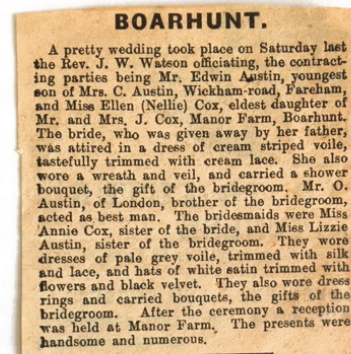 BOARHUNT.
A pretty wedding took place on Saturday last
the Rev. J. W. Watson officiating, the contract-
ing parties being Mr. Edwin Austin, youngest
son of Mrs. C. Austin, Wickham-road, Fareham,
and Miss Ellen (Nellie) Cox, eldest daughter of
Mr. and Mrs. J. Cox, Manor Farm, Boarhunt.
The bride, who was given away by her father,
was attired in a dress of cream striped voile,
tastefully trimmed with cream lace. She also
wore a wreath and veil, and carried a shower
bouquet, the gift of the bridegroom. Mr. O.
Austin, of London, brother of the bridegroom,
acted as best man. The bridesmaids were Miss
Annie Cox, sister of the bride, and Miss Lizzie
Austin, sister of the bridegroom. They wore
dresses of pale grey voile, trimmed with silk
and lace, and hats of white satin trimmed with
flowers and black velvet. They also wore dress
rings and carried bouquets, the gifts of the
bridegroom. After the ceremony a reception
was held at Manor Farm. The presents were
handsome and numerous.